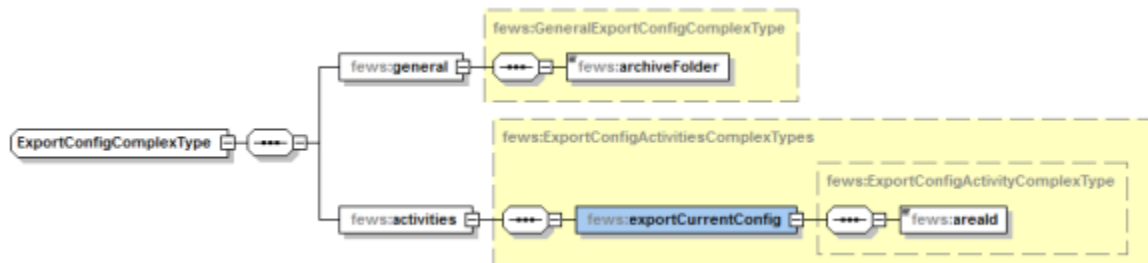 fews:GeneralExportConfigComplexType
fews:general
fews:archiveFolder
ExportConfigComplexType
fews:ExportConfigActivitiesComplexTypes
fews:ExportConfigActivityComplexType
fews:activities
fews:exportCurrentConfig
fews:areaId